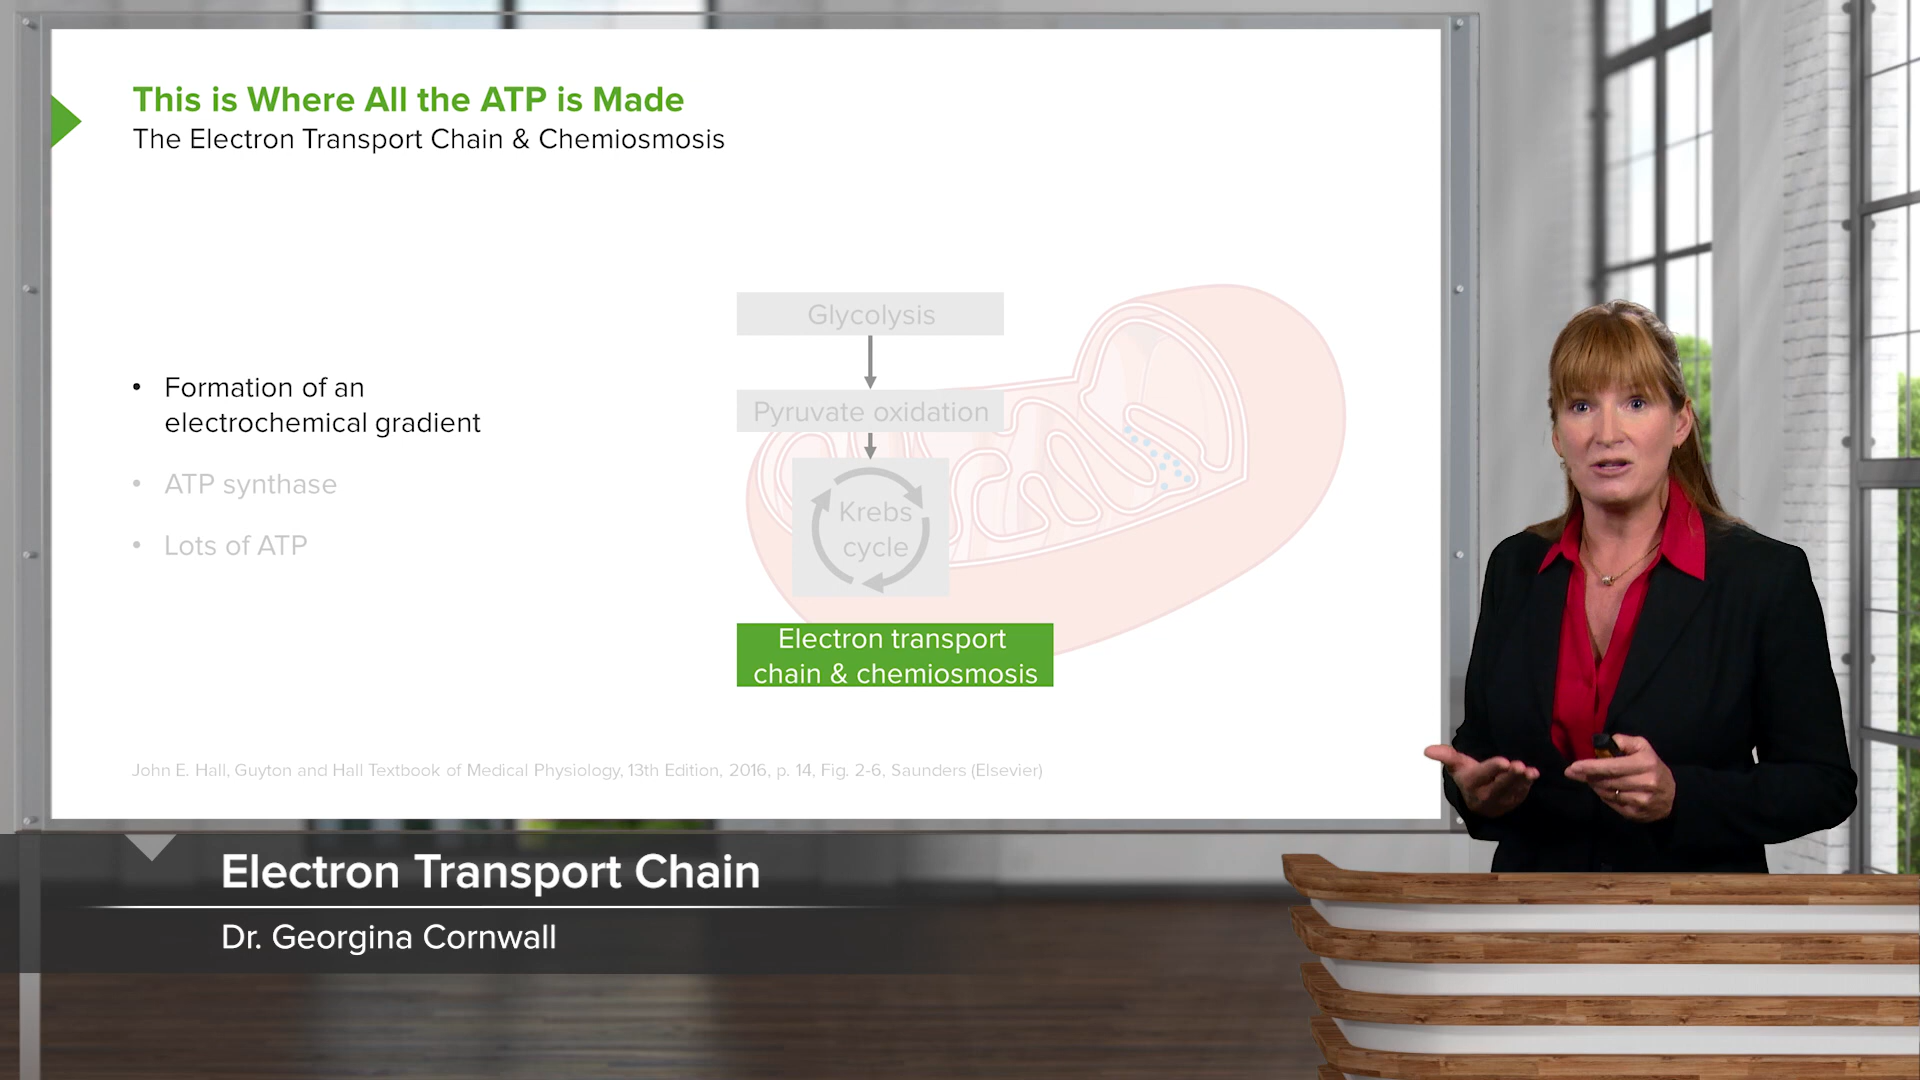 This is Where All the ATP is Made
The Electron Transport Chain & Chemiosmosis
• Formation of an
electrochemical gradient
• ATP synthase
• Lots of ATP
Glycolysis
Pyruvate oxidation
Krebs
cycle
Electron transport
chain & chemiosmosis
John E. Hall, Guyton and Hall Textbook of Medical Physiology, 13th Edition, 2016, p. 14, Fig. 2-6, Saunders (Elsevier)
Electron Transport Chain
Dr. Georgina Cornwall